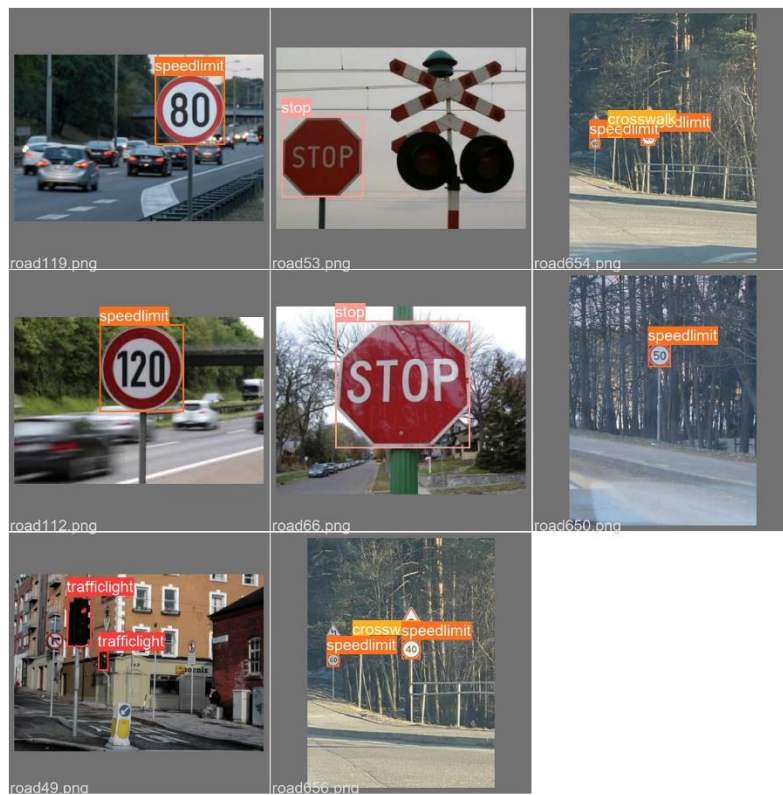 speedlimit
80
road119.png
stop
STOP
road53.png
crosswalk
speedlimit
speedlimit
road654.png
speedlimit
120
road112.png
stop
STOP
road66.png
speedlimit
50
road650.png
trafficlight
trafficlight
road49.png
crossw
speedlimit
speedlimit
40
60
road656.png